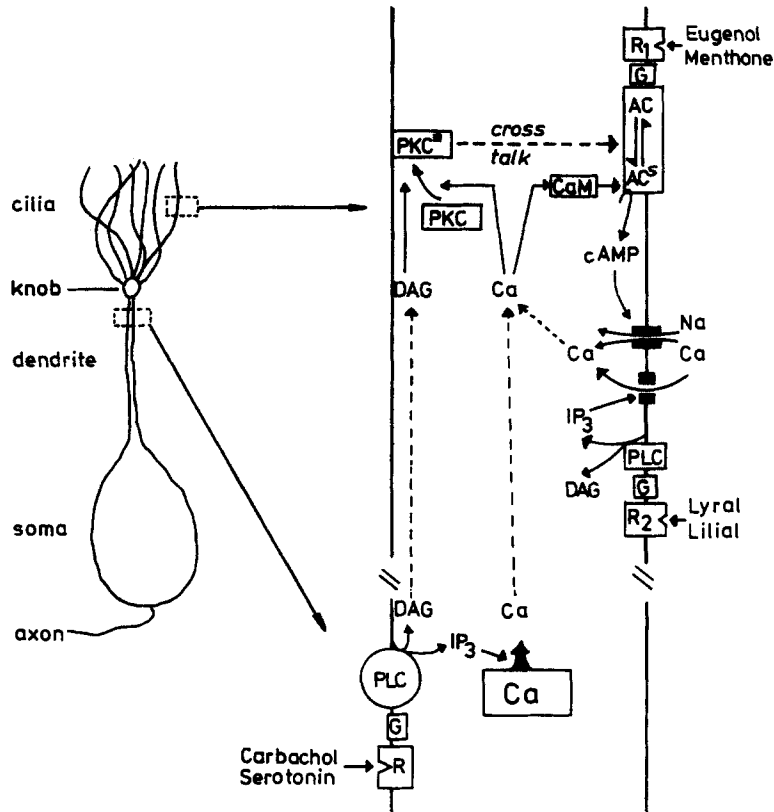 cilia
knob
dendrite
soma
axon
PKC*
cross
talk
PKC
DAG
Ca
CaM
R1
Eugenol
Menthone
G
AC
ACs
cAMP
Na
Ca
Ca
IP3
PLC
DAG
G
R2
Lyral
Lilial
DAG
IP3
Ca
Ca
PLC
G
R
Carbachol
Serotonin